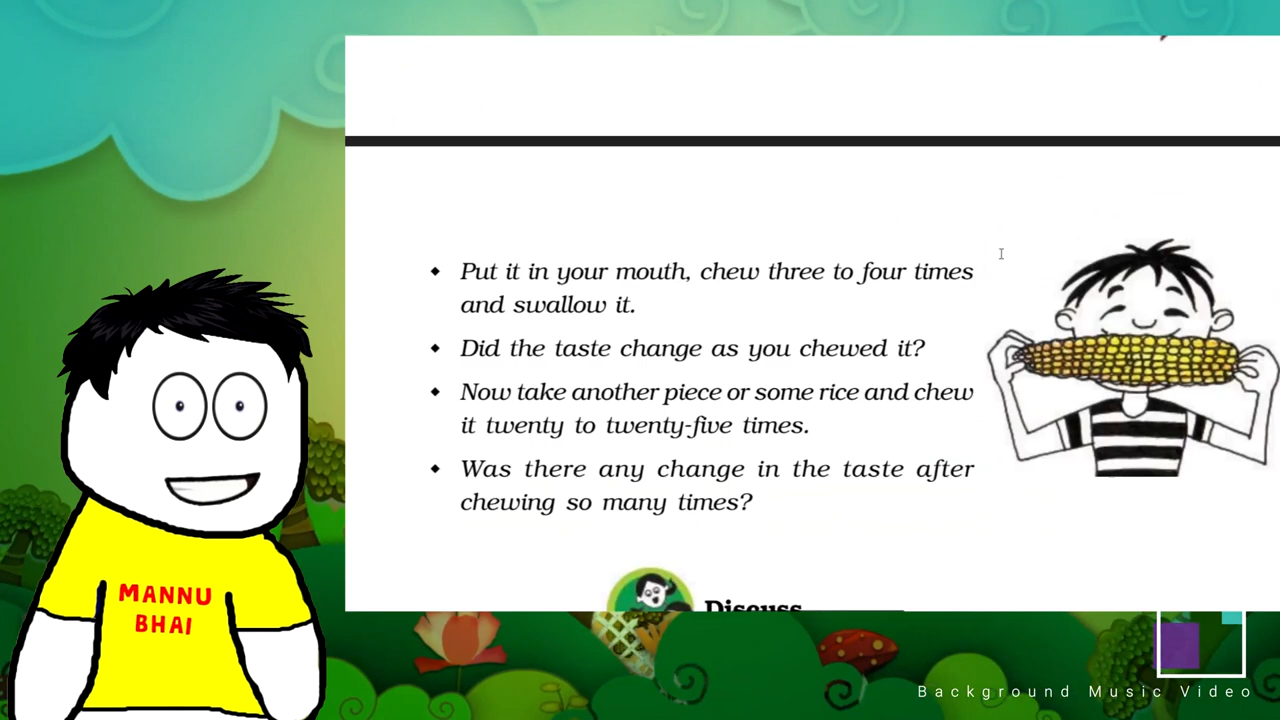 Put it in your mouth, chew three to four times
and swallow it.
Did the taste change as you chewed it?
Now take another piece or some rice and chew
it twenty to twenty-five times.
Was there any change in the taste after
chewing so many times?
Discuss
MANNU
BHAI
Background Music Video